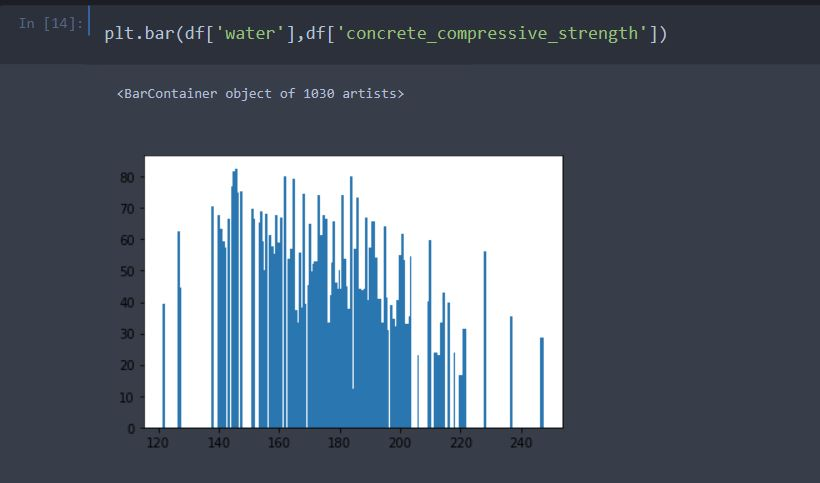 In [14]:
plt.bar(df['water'],df['concrete_compressive_strength'])
<BarContainer object of 1030 artists>
80
70
60
50
40
30
20
10
0
120 140 160 180 200 220 240